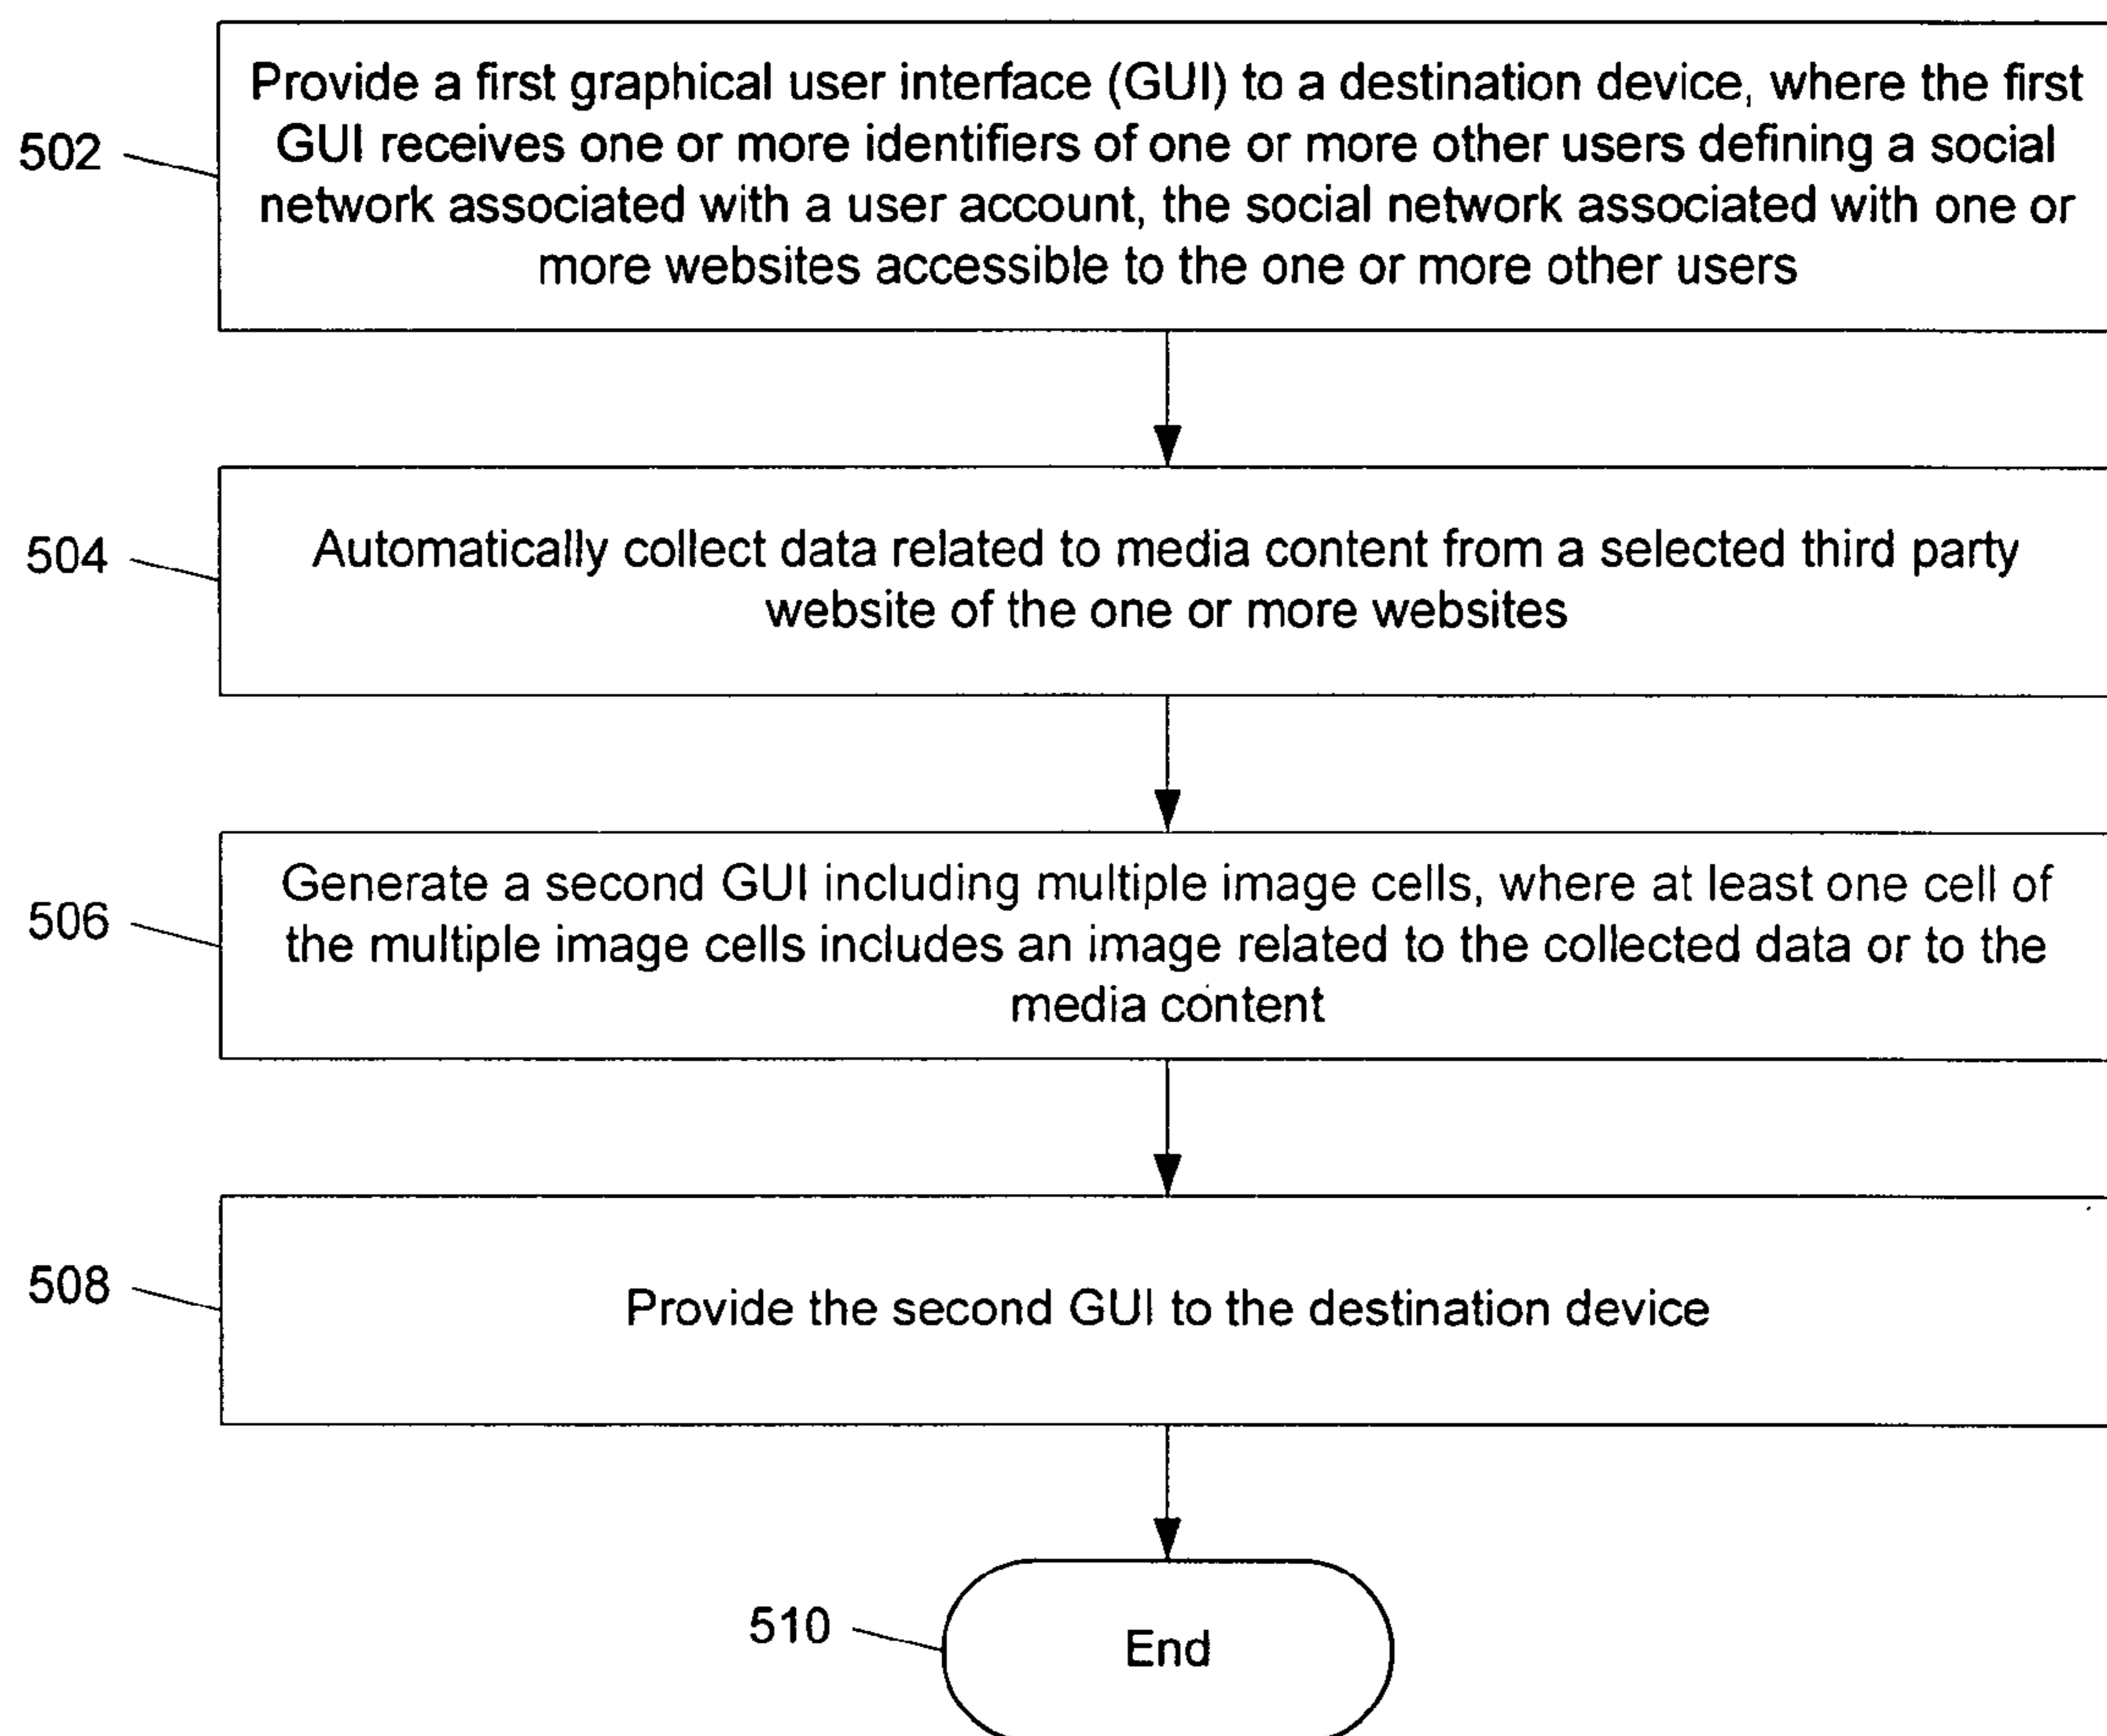 502
Provide a first graphical user interface (GUI) to a destination device, where the first
GUI receives one or more identifiers of one or more other users defining a social
network associated with a user account, the social network associated with one or
more websites accessible to the one or more other users
504
Automatically collect data related to media content from a selected third party
website of the one or more websites
506
Generate a second GUI including multiple image cells, where at least one cell of
the multiple image cells includes an image related to the collected data or to the
media content
508
Provide the second GUI to the destination device
510
End